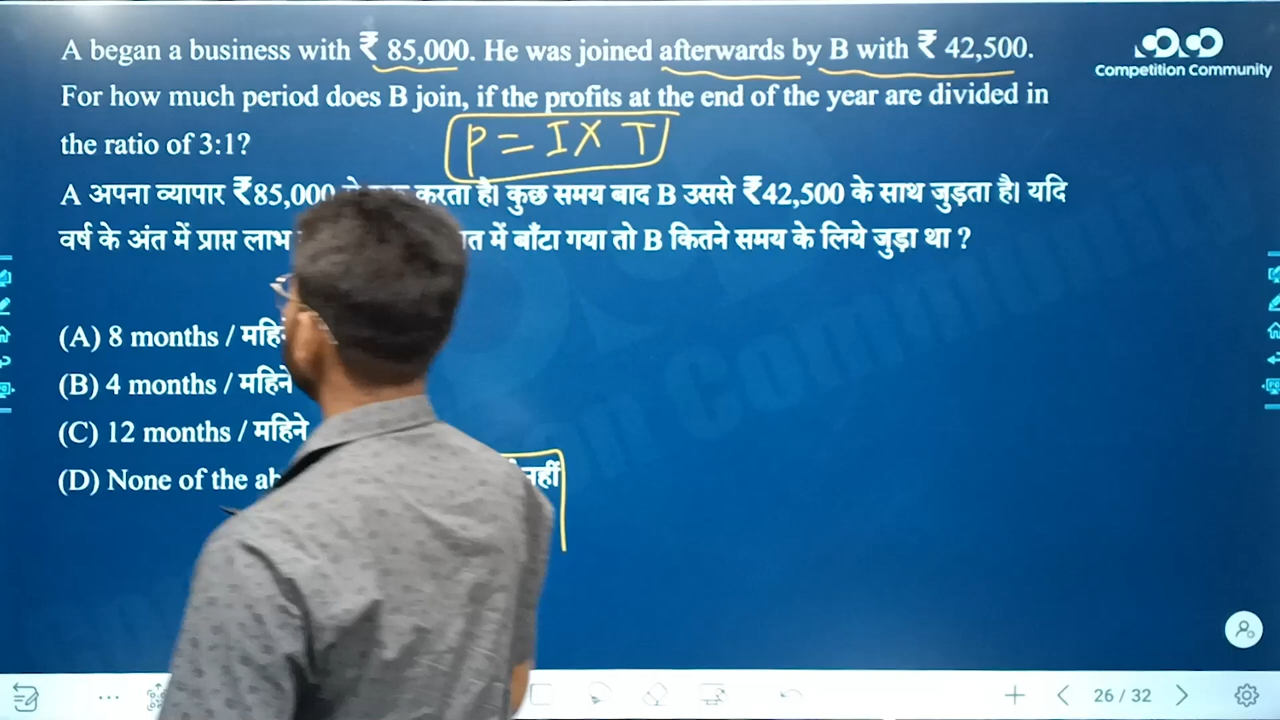 A began a business with ₹ 85,000. He was joined afterwards by B with ₹ 42,500.
For how much period does B join, if the profits at the end of the year are divided in
the ratio of 3:1?
P = I X T
A अपना व्यापार ₹85,000 करता है। कुछ समय बाद B उससे ₹42,500 के साथ जुड़ता है। यदि
वर्ष के अंत में प्राप्त लाभ में बाँटा गया तो B कितने समय के लिये जुड़ा था ?
(A) 8 months /
(B) 4 months / महिने
(C) 12 months / महिने
(D) None of the नहीं
Competition Community
26 / 32